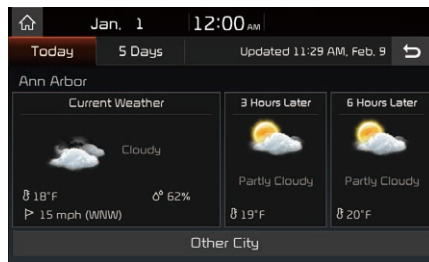 Jan. 1 12:00 AM
Today 5 Days Updated 11:29 AM, Feb. 9
Ann Arbor
Current Weather
Cloudy
18°F 62%
15 mph (WNW)
3 Hours Later
Partly Cloudy
19°F
6 Hours Later
Partly Cloudy
20°F
Other City